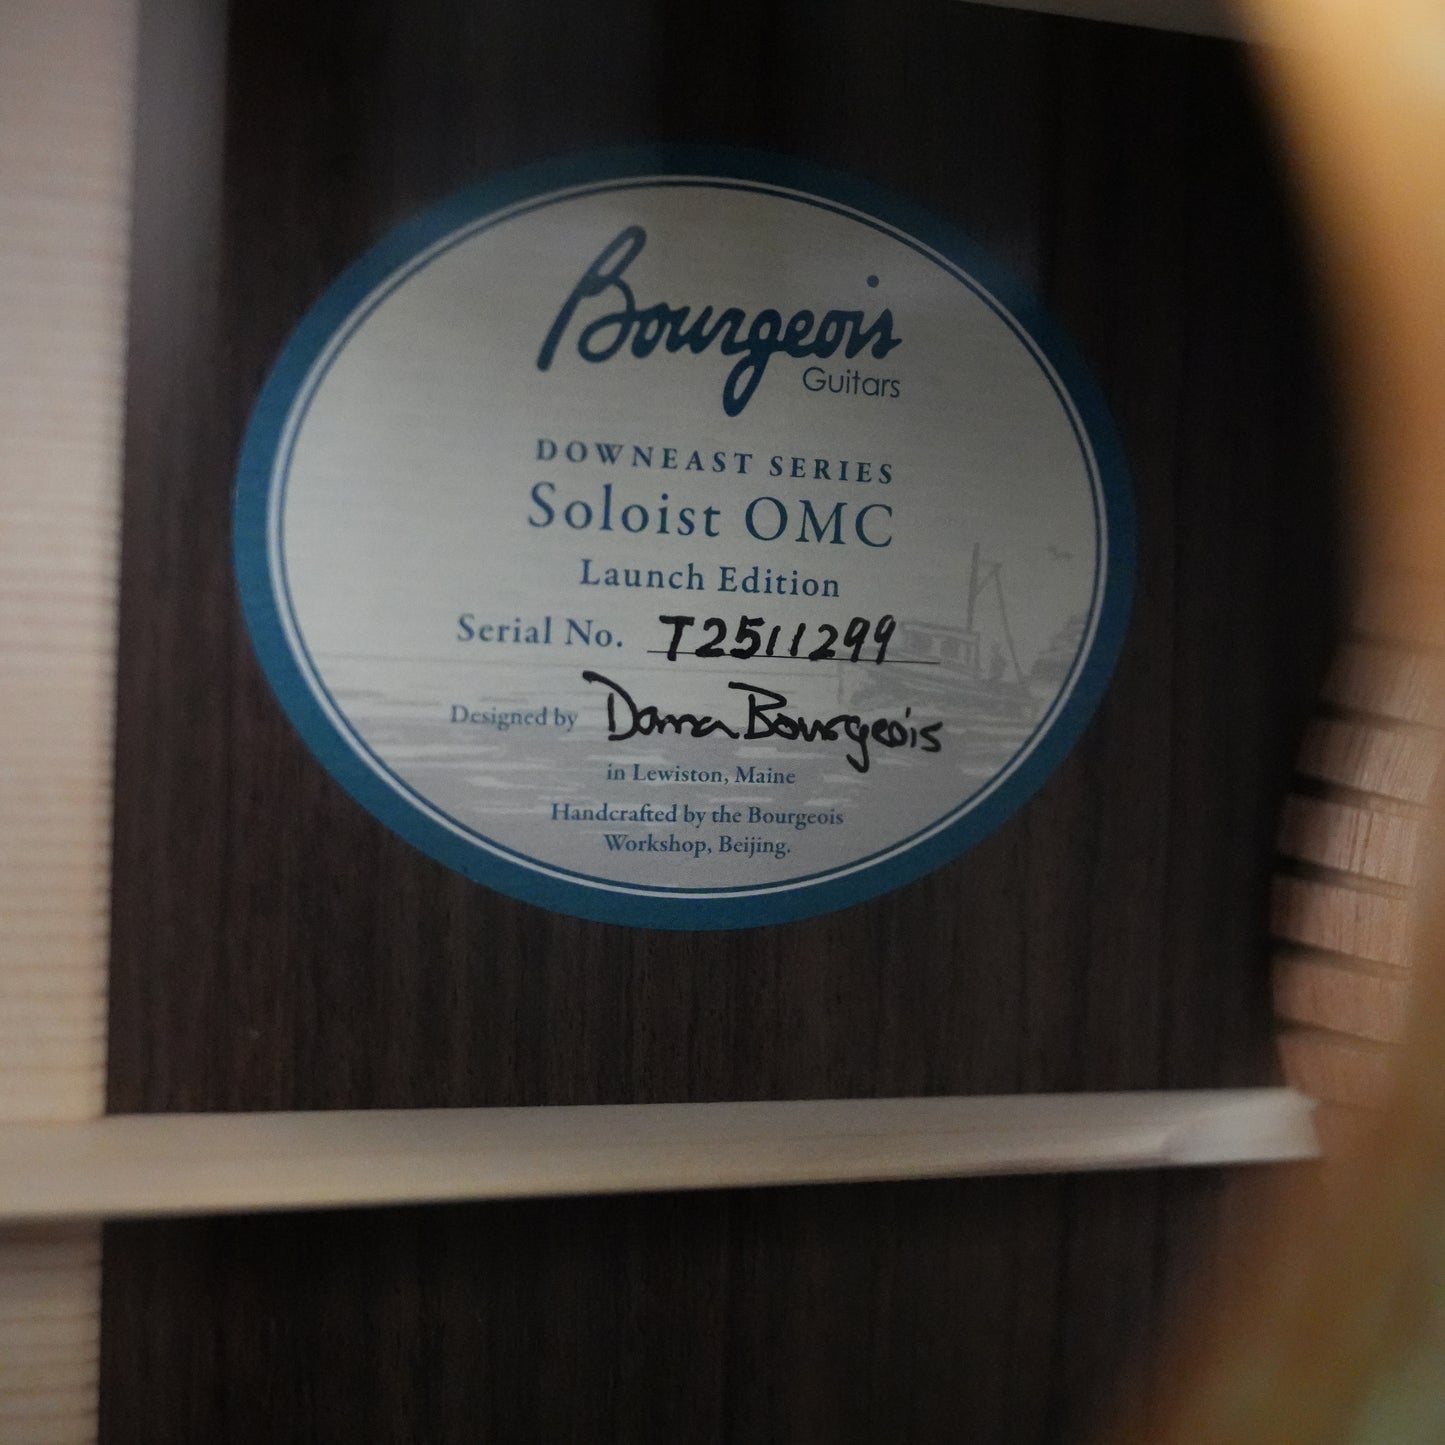 Bourgeois
Guitars
DOWNEAST SERIES
Soloist OMC
Launch Edition
Serial No. T2511299
Designed by Dana Bourgeois
in Lewiston, Maine
Handcrafted by the Bourgeois
Workshop, Beijing.